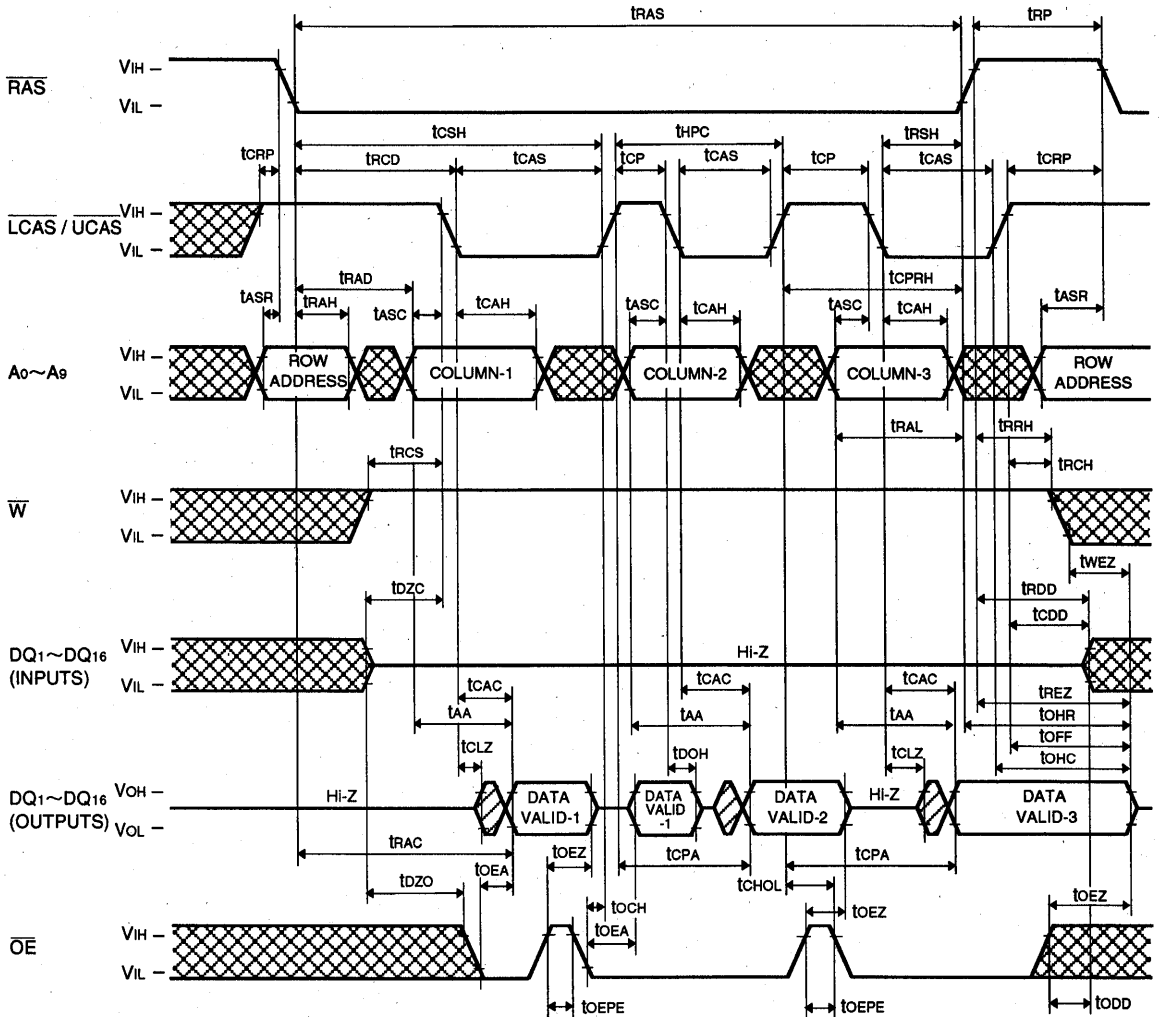 tRAS tRP
RAS VIH
VIL
tCSH tHPC tRSH
tCRP tRCD tCAS tCP tCAS tCP tCAS tCRP
LCAS / UCAS VIH
VIL
tRAD tCPRH
tASR tRAH tASC tCAH tASC tCAH tASC tCAH tASR
A0~A9 VIH
VIL
ROW ADDRESS COLUMN-1 COLUMN-2 COLUMN-3 ROW ADDRESS
tRAL tRRH
tRCS tRCH
W VIH
VIL
tWEZ
tDZC tRDD
tCDD
DQ1~DQ16 (INPUTS) VIH
VIL
Hi-Z
tCAC tCAC tCAC tREZ
tAA tAA tAA tOHR
tCLZ tDOH tCLZ tOFF
tOHC
DQ1~DQ16 (OUTPUTS) VOH
VOL
Hi-Z DATA VALID-1 DATA VALID -1 DATA VALID-2 Hi-Z DATA VALID-3
tRAC tOEZ tCPA tCPA
tDZO tOEA tCHOL tOEZ
tOCH tOEZ
tOEA
OE VIH
VIL
tOEPE tOEPE tODD